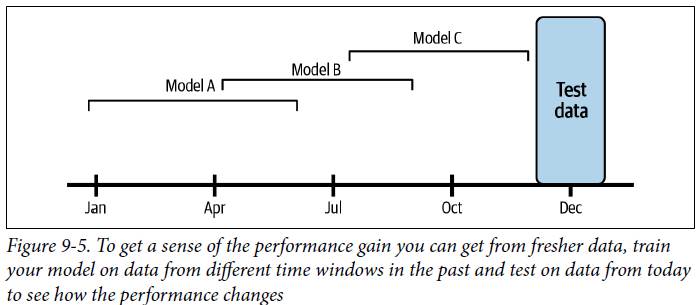 Model C
Model B
Model A
Test
data
Jan Apr Jul Oct Dec
Figure 9-5. To get a sense of the performance gain you can get from fresher data, train
your model on data from different time windows in the past and test on data from today
to see how the performance changes